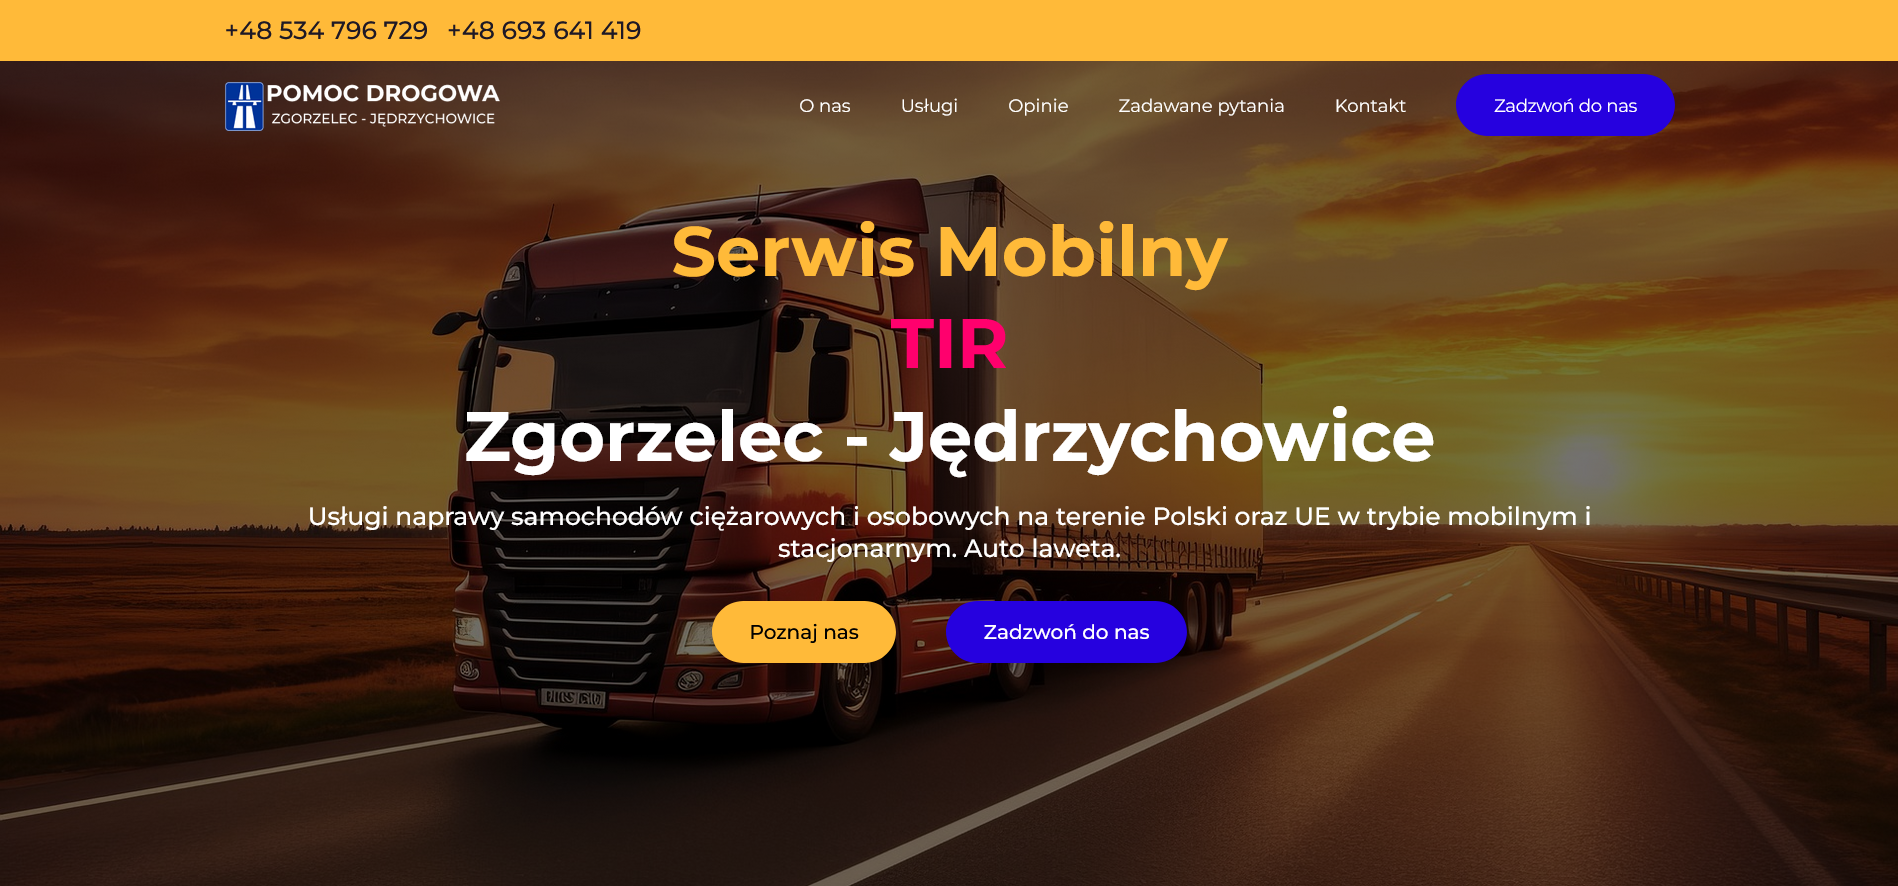 +48 534 796 729 +48 693 641 419
POMOC DROGOWA
ZGORZELEC - JĘDRZYCHOWICE
O nas
Usługi
Opinie
Zadawane pytania
Kontakt
Zadzwoń do nas
Serwis Mobilny
TIR
Zgorzelec - Jędrzychowice
Usługi naprawy samochodów ciężarowych i osobowych na terenie Polski oraz UE w trybie mobilnym i
stacjonarnym. Auto laweta.
Poznaj nas
Zadzwoń do nas